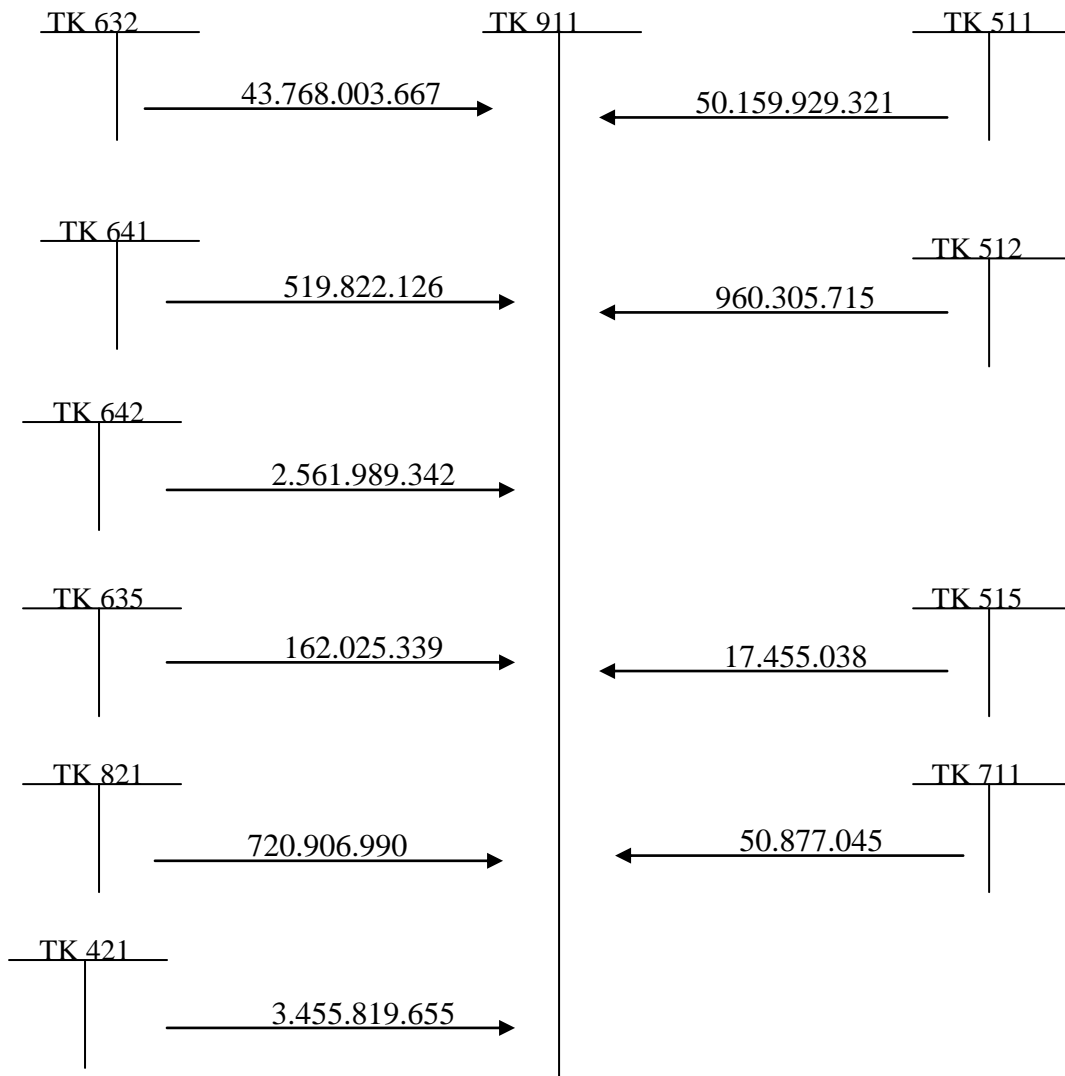 TK 632 TK 911 TK 511
43.768.003.667 50.159.929.321
TK 641 TK 512
519.822.126 960.305.715
TK 642
2.561.989.342
TK 635 TK 515
162.025.339 17.455.038
TK 821 TK 711
720.906.990 50.877.045
TK 421
3.455.819.655